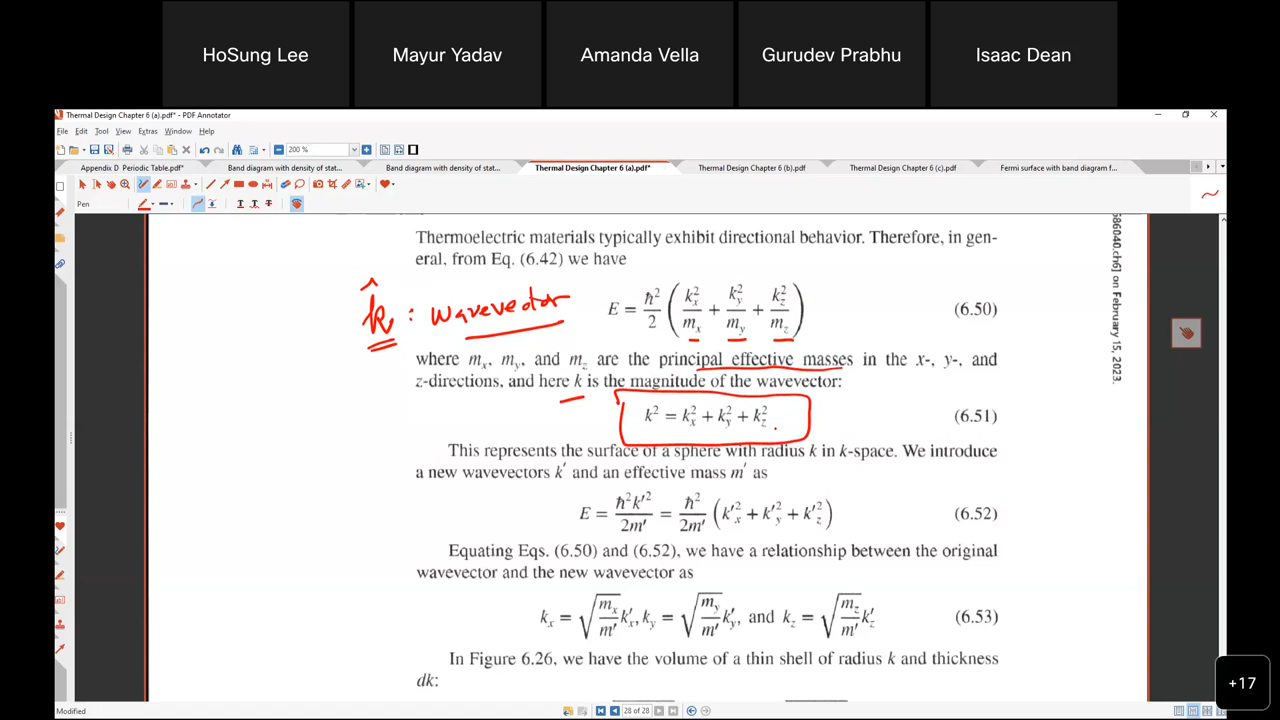 HoSung Lee Mayur Yadav Amanda Vella Gurudev Prabhu Isaac Dean
Thermal Design Chapter 6 (a).pdf* - PDF Annotator
File Edit Tool View Extras Window Help
200 %
Appendix D Periodic Table.pdf* Band diagram with density of stat... Band diagram with density of stat... Thermal Design Chapter 6 (a).pdf* Thermal Design Chapter 6 (b).pdf Thermal Design Chapter 6 (c).pdf Fermi surface with band diagram f...
Pen
Thermoelectric materials typically exhibit directional behavior. Therefore, in gen-
eral, from Eq. (6.42) we have
k̂ : wavevector
E = ħ²/2 (kₓ²/mₓ + k_y²/m_y + k_z²/m_z) (6.50)
where mₓ, m_y, and m_z are the principal effective masses in the x-, y-, and
z-directions, and here k is the magnitude of the wavevector:
k² = kₓ² + k_y² + k_z² (6.51)
This represents the surface of a sphere with radius k in k-space. We introduce
a new wavevectors k′ and an effective mass m′ as
E = ħ²k′²/2m′ = ħ²/2m′ (k′ₓ² + k′_y² + k′_z²) (6.52)
Equating Eqs. (6.50) and (6.52), we have a relationship between the original
wavevector and the new wavevector as
kₓ = √(mₓ/m′) k′ₓ, k_y = √(m_y/m′) k′_y, and k_z = √(m_z/m′) k′_z (6.53)
In Figure 6.26, we have the volume of a thin shell of radius k and thickness
dk:
586040.ch6] on February 15, 2023.
+17
Modified
28 of 28